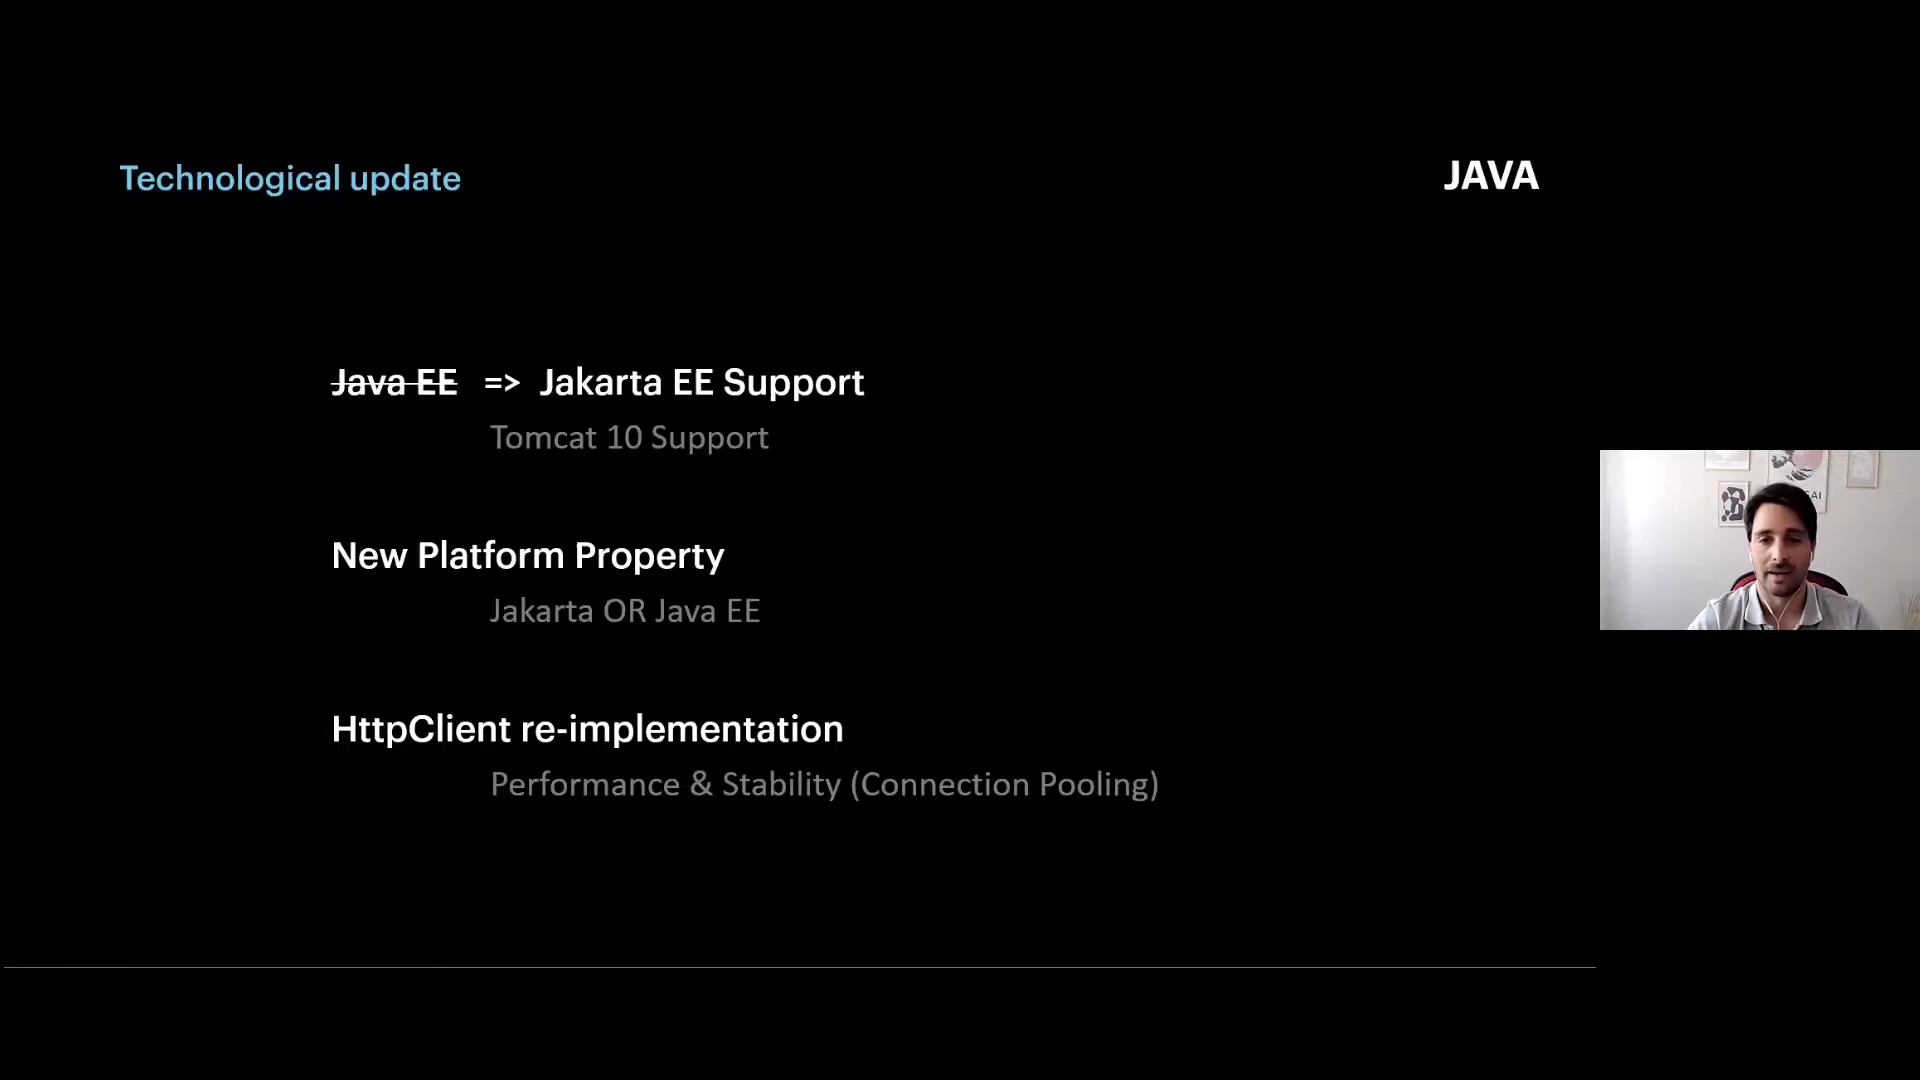 Technological update
JAVA
Java EE => Jakarta EE Support
Tomcat 10 Support
New Platform Property
Jakarta OR Java EE
HttpClient re-implementation
Performance & Stability (Connection Pooling)